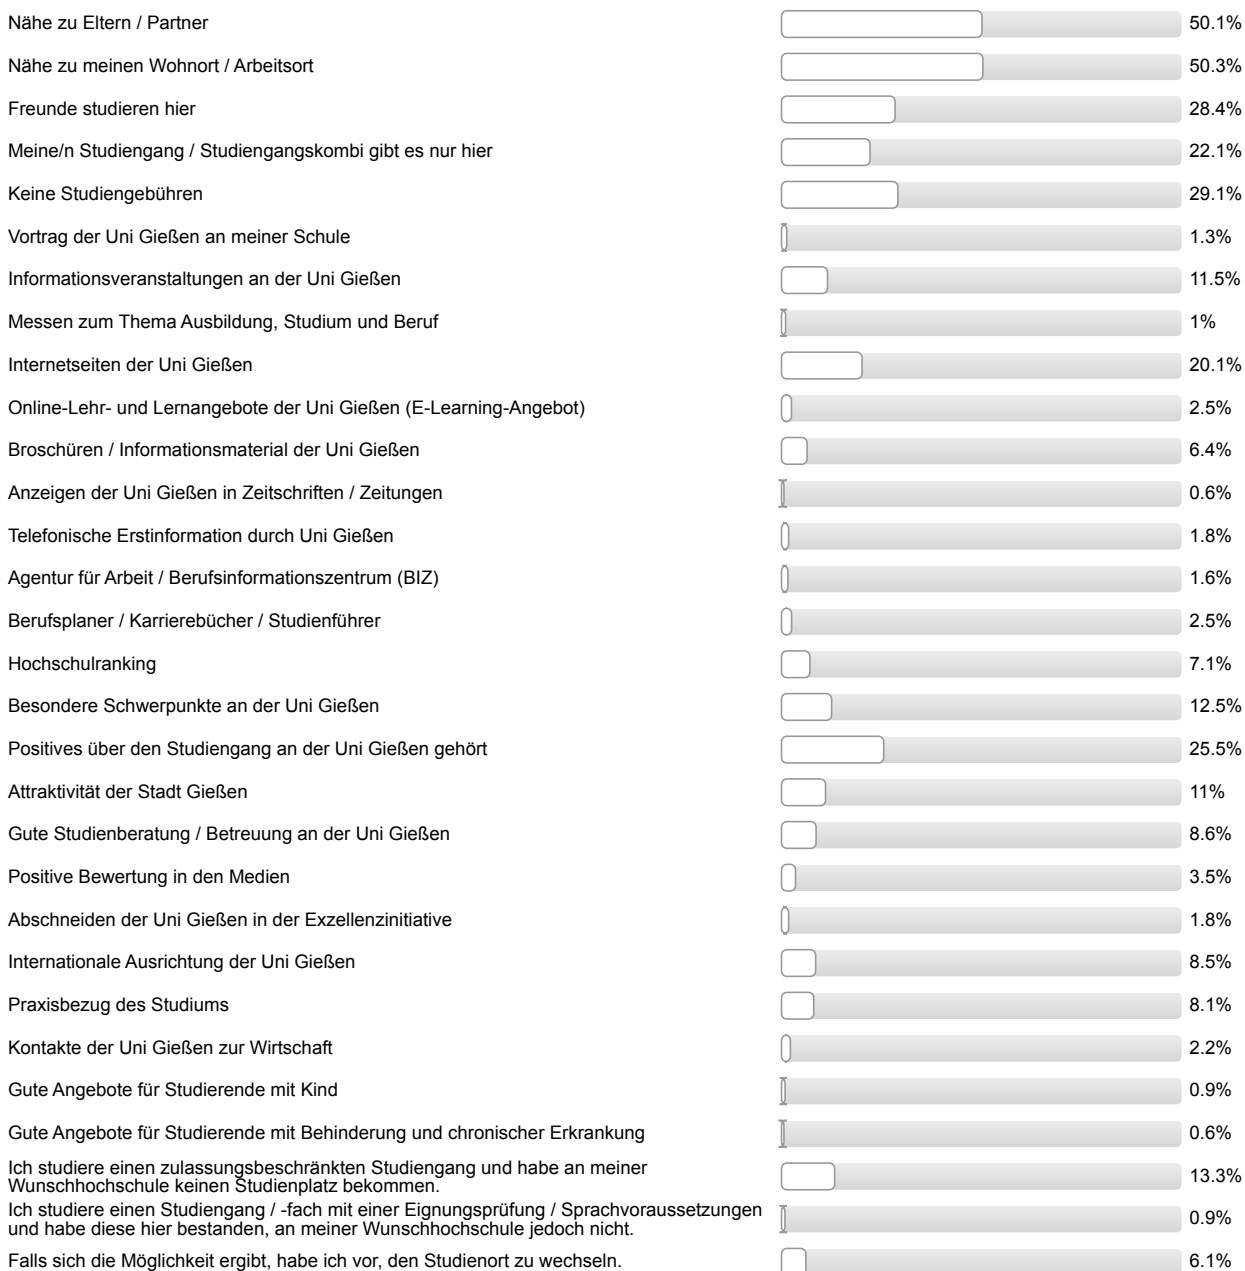 Nähe zu Eltern / Partner 50.1%
Nähe zu meinen Wohnort / Arbeitsort 50.3%
Freunde studieren hier 28.4%
Meine/n Studiengang / Studiengangskombi gibt es nur hier 22.1%
Keine Studiengebühren 29.1%
Vortrag der Uni Gießen an meiner Schule 1.3%
Informationsveranstaltungen an der Uni Gießen 11.5%
Messen zum Thema Ausbildung, Studium und Beruf 1%
Internetseiten der Uni Gießen 20.1%
Online-Lehr- und Lernangebote der Uni Gießen (E-Learning-Angebot) 2.5%
Broschüren / Informationsmaterial der Uni Gießen 6.4%
Anzeigen der Uni Gießen in Zeitschriften / Zeitungen 0.6%
Telefonische Erstinformation durch Uni Gießen 1.8%
Agentur für Arbeit / Berufsinformationszentrum (BIZ) 1.6%
Berufsplaner / Karrierebücher / Studienführer 2.5%
Hochschulranking 7.1%
Besondere Schwerpunkte an der Uni Gießen 12.5%
Positives über den Studiengang an der Uni Gießen gehört 25.5%
Attraktivität der Stadt Gießen 11%
Gute Studienberatung / Betreuung an der Uni Gießen 8.6%
Positive Bewertung in den Medien 3.5%
Abschneiden der Uni Gießen in der Exzellenzinitiative 1.8%
Internationale Ausrichtung der Uni Gießen 8.5%
Praxisbezug des Studiums 8.1%
Kontakte der Uni Gießen zur Wirtschaft 2.2%
Gute Angebote für Studierende mit Kind 0.9%
Gute Angebote für Studierende mit Behinderung und chronischer Erkrankung 0.6%
Ich studiere einen zulassungsbeschränkten Studiengang und habe an meiner
Wunschhochschule keinen Studienplatz bekommen. 13.3%
Ich studiere einen Studiengang / -fach mit einer Eignungsprüfung / Sprachvoraussetzungen
und habe diese hier bestanden, an meiner Wunschhochschule jedoch nicht. 0.9%
Falls sich die Möglichkeit ergibt, habe ich vor, den Studienort zu wechseln. 6.1%